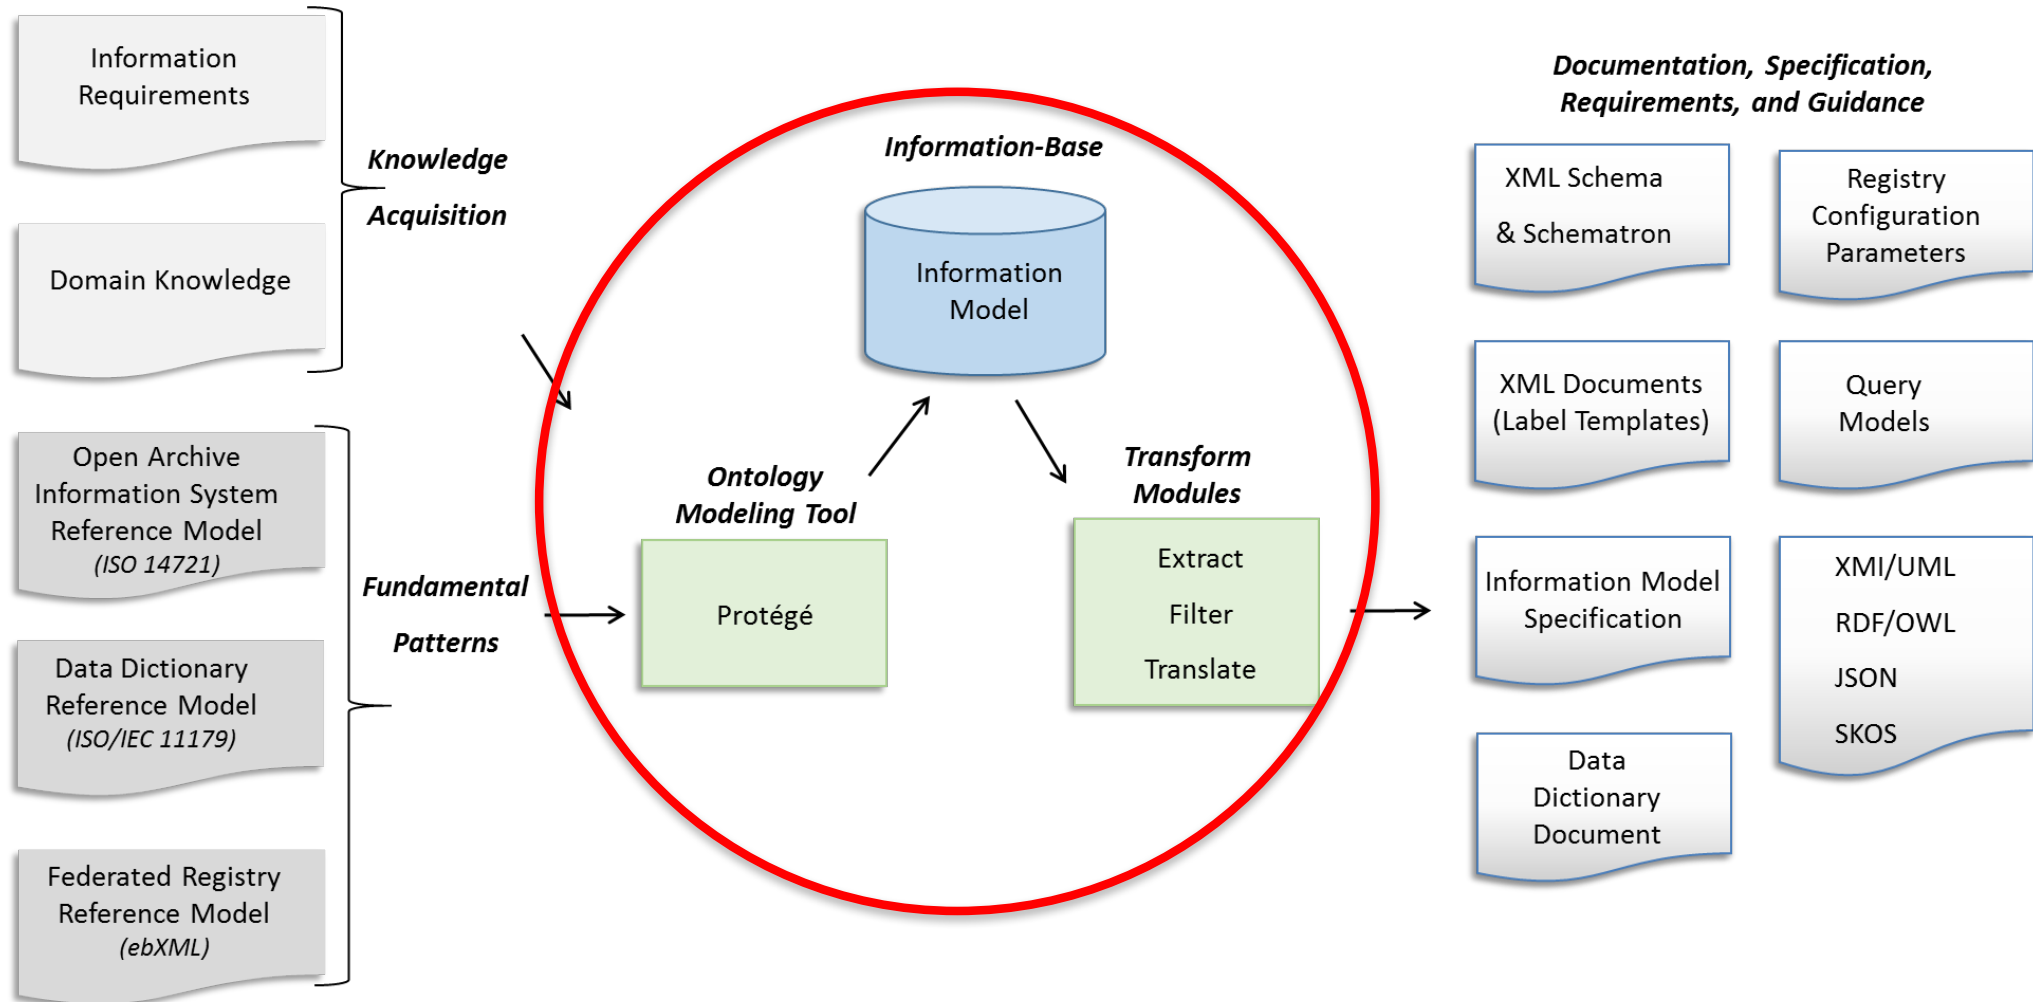 Information
Requirements
Domain Knowledge
Knowledge
Acquisition
Open Archive
Information System
Reference Model
(ISO 14721)
Data Dictionary
Reference Model
(ISO/IEC 11179)
Federated Registry
Reference Model
(ebXML)
Fundamental
Patterns
Information-Base
Information
Model
Ontology
Modeling Tool
Protégé
Transform
Modules
Extract
Filter
Translate
Documentation, Specification,
Requirements, and Guidance
XML Schema
& Schematron
Registry
Configuration
Parameters
XML Documents
(Label Templates)
Query
Models
Information Model
Specification
XMI/UML
RDF/OWL
JSON
SKOS
Data
Dictionary
Document